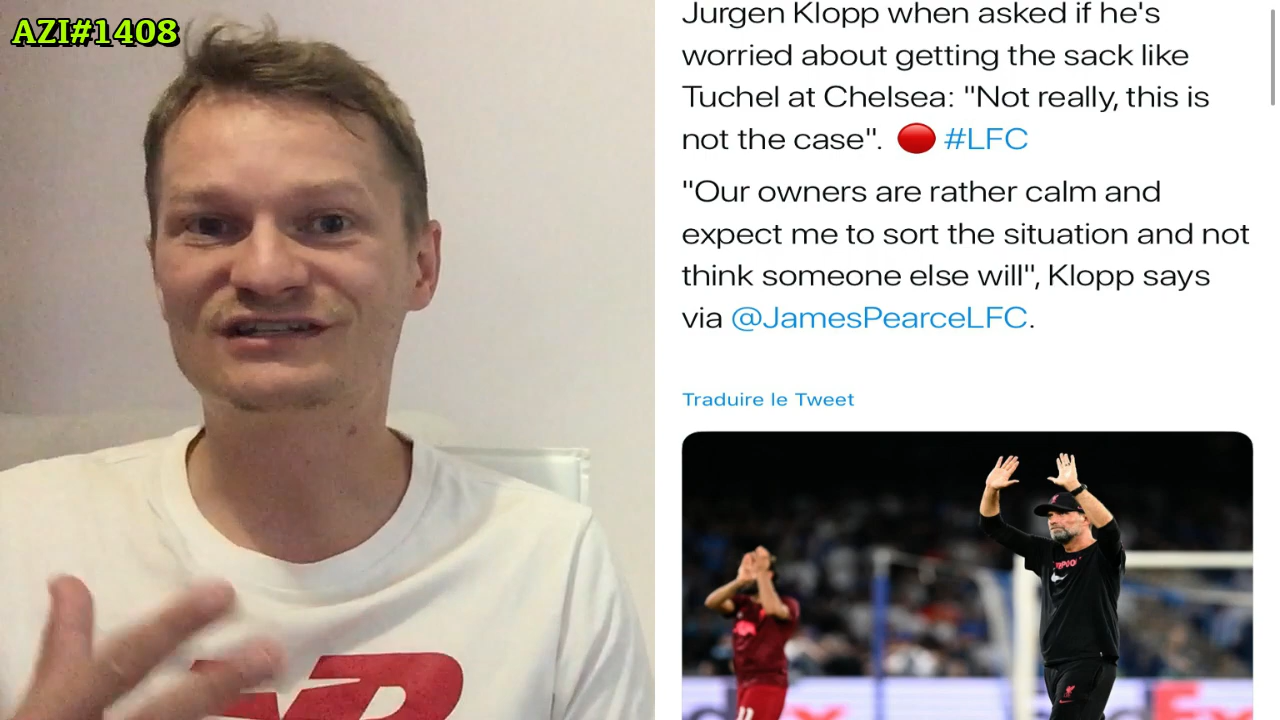 AZI#1408
Jurgen Klopp when asked if he's
worried about getting the sack like
Tuchel at Chelsea: "Not really, this is
not the case". 🔴 #LFC
"Our owners are rather calm and
expect me to sort the situation and not
think someone else will", Klopp says
via @JamesPearceLFC.
Traduire le Tweet